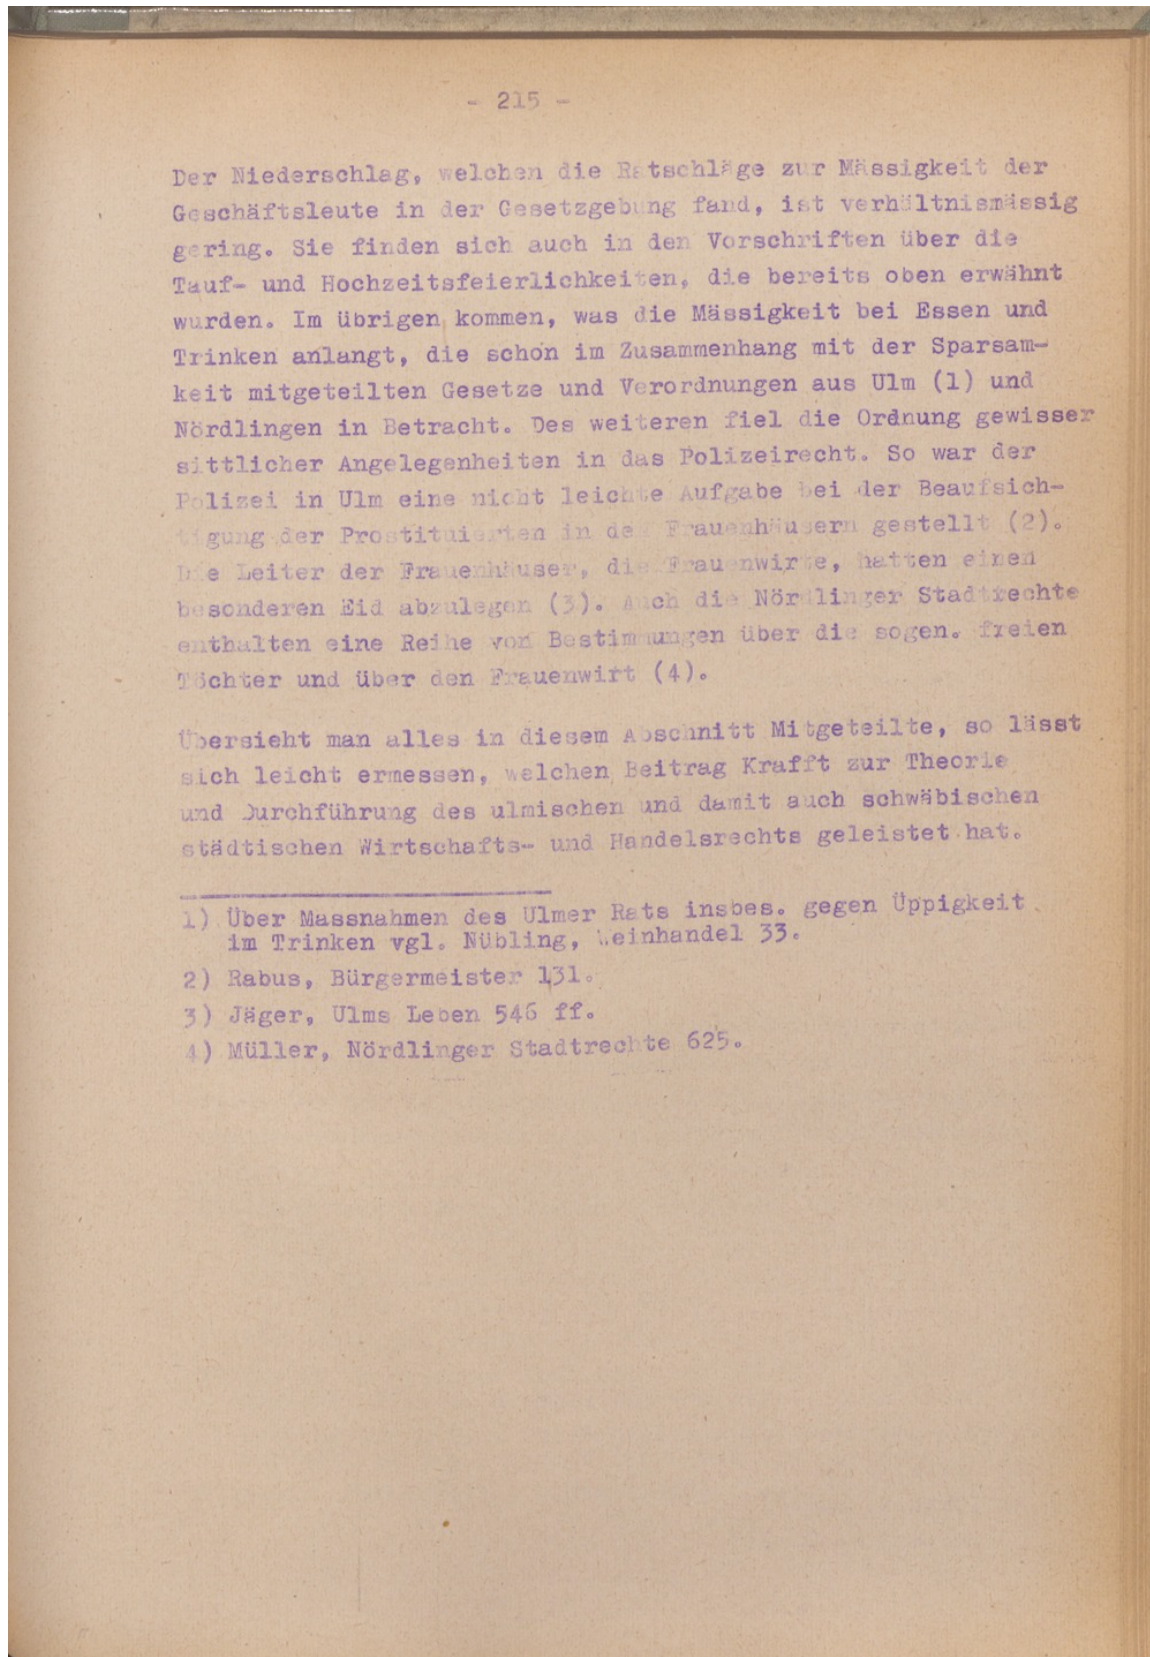 - 215 -
Der Niederschlag, welchen die Ratschläge zur Mässigkeit der
Geschäftsleute in der Gesetzgebung fand, ist verhältnismässig
gering. Sie finden sich auch in den Vorschriften über die
Tauf- und Hochzeitsfeierlichkeiten, die bereits oben erwähnt
wurden. Im übrigen kommen, was die Mässigkeit bei Essen und
Trinken anlangt, die schon im Zusammenhang mit der Sparsam-
keit mitgeteilten Gesetze und Verordnungen aus Ulm (1) und
Nördlingen in Betracht. Des weiteren fiel die Ordnung gewisser
sittlicher Angelegenheiten in das Polizeirecht. So war der
Polizei in Ulm eine nicht leichte Aufgabe bei der Beaufsich-
tigung der Prostituierten in den Frauenhäusern gestellt (2).
Die Leiter der Frauenhäuser, die Frauenwirte, hatten einen
besonderen Eid abzulegen (3). Auch die Nördlinger Stadtrechte
enthalten eine Reihe von Bestimmungen über die sogen. freien
Töchter und über den Frauenwirt (4).
Übersieht man alles in diesem Abschnitt Mitgeteilte, so lässt
sich leicht ermessen, welchen Beitrag Krafft zur Theorie
und Durchführung des ulmischen und damit auch schwäbischen
städtischen Wirtschafts- und Handelsrechts geleistet hat.
1) Über Massnahmen des Ulmer Rats insbes. gegen Üppigkeit
im Trinken vgl. Nübling, Weinhandel 33.
2) Rabus, Bürgermeister 131.
3) Jäger, Ulms Leben 546 ff.
4) Müller, Nördlinger Stadtrechte 625.